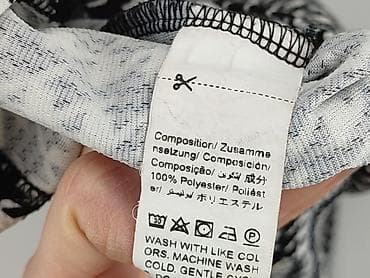 Composition/ Zusamme
nsetzung/ Composición/
Composição/ تكوين/ 成分
100% Polyester/ Poliést
er/ بوليستر/ ポリエステル
WASH WITH LIKE COL
ORS. MACHINE WASH
COLD. GENTLE